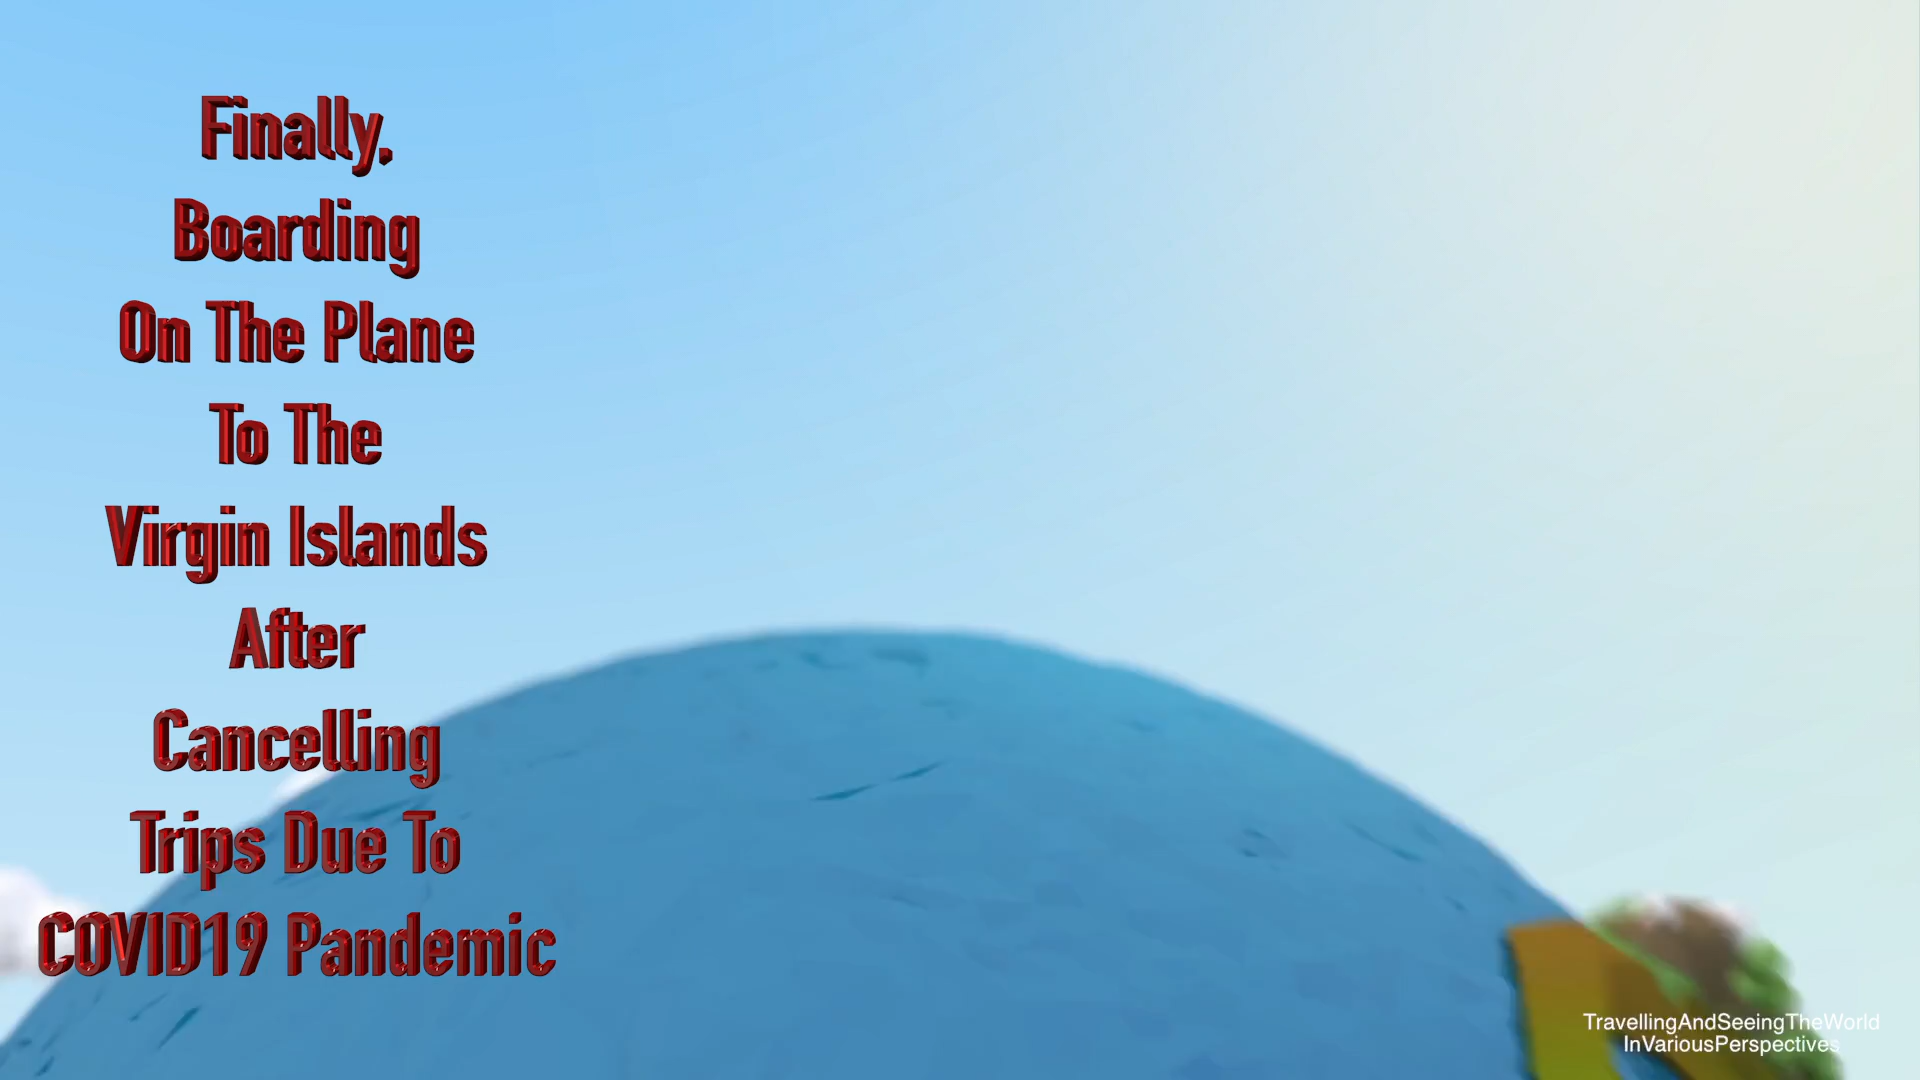 Finally,
Boarding
On The Plane
To The
Virgin Islands
After
Cancelling
Trips Due To
COVID19 Pandemic
TravellingAndSeeingTheWorld
InVariousPerspectives